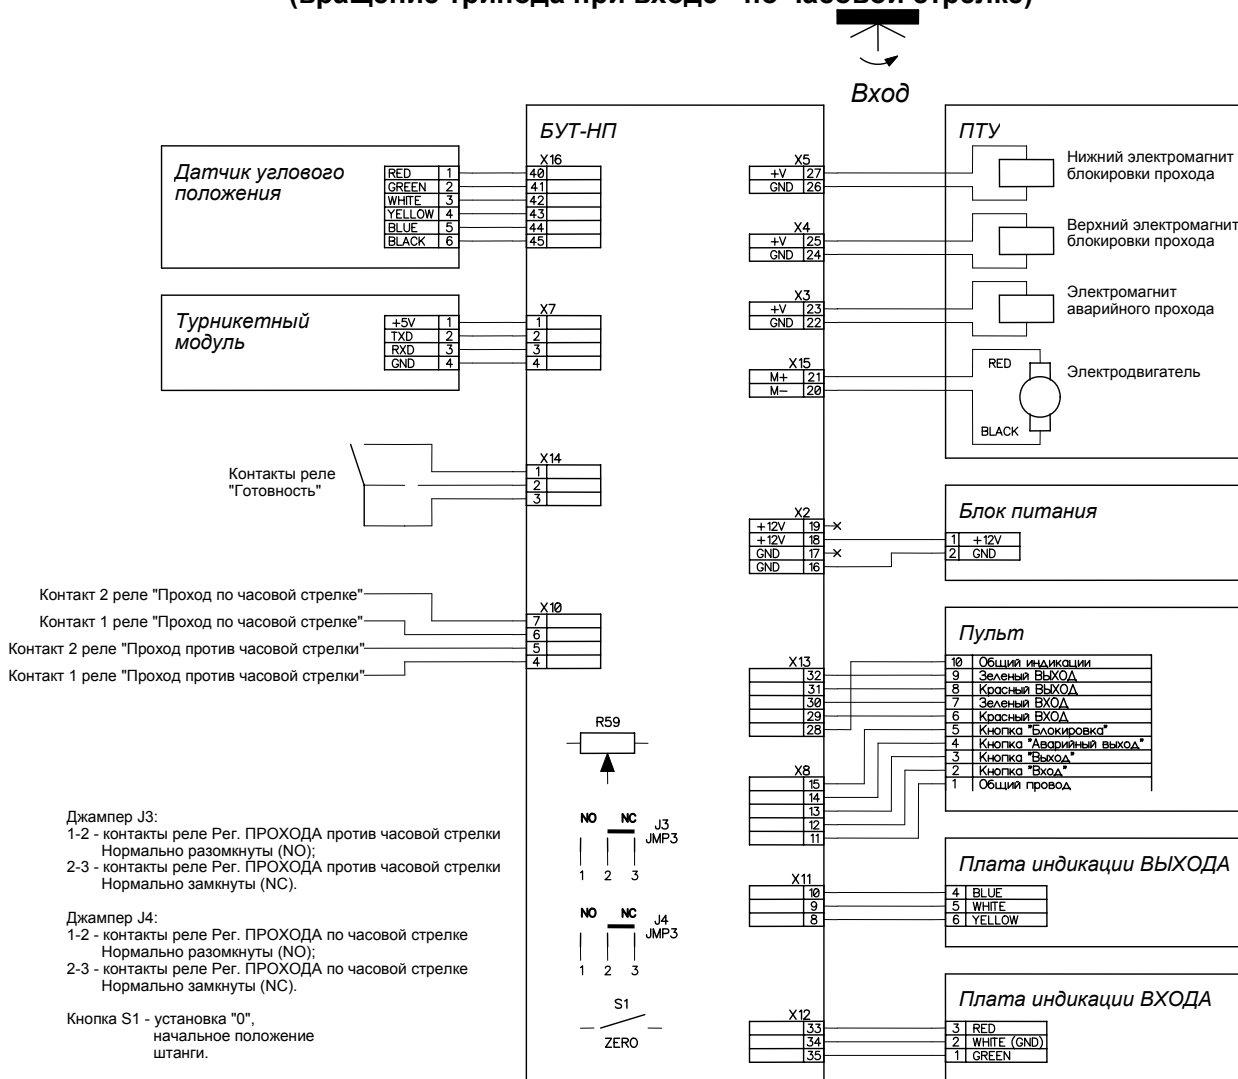 (вращение трипода при входе - по часовой стрелке)
Вход
БУТ-НП
ПТУ
Датчик углового
положения
RED 1
GREEN 2
WHITE 3
YELLOW 4
BLUE 5
BLACK 6
X16
40
41
42
43
44
45
X5
+V 27
GND 26
Нижний электромагнит
блокировки прохода
X4
+V 25
GND 24
Верхний электромагнит
блокировки прохода
X3
+V 23
GND 22
Электромагнит
аварийного прохода
Турникетный
модуль
+5V 1
TXD 2
RXD 3
GND 4
X7
1
2
3
4
X15
M+ 21
M- 20
RED
BLACK
Электродвигатель
Контакты реле
"Готовность"
X14
1
2
3
X2
+12V 19
+12V 18
GND 17
GND 16
Блок питания
1 +12V
2 GND
Контакт 2 реле "Проход по часовой стрелке"
Контакт 1 реле "Проход по часовой стрелке"
Контакт 2 реле "Проход против часовой стрелки"
Контакт 1 реле "Проход против часовой стрелки"
X10
7
6
5
4
Пульт
X13
32
31
30
29
28
10 Общий индикации
9 Зеленый ВЫХОД
8 Красный ВЫХОД
7 Зеленый ВХОД
6 Красный ВХОД
5 Кнопка "Блокировка"
4 Кнопка "Аварийный выход"
3 Кнопка "Выход"
2 Кнопка "Вход"
1 Общий провод
X8
15
14
13
12
11
R59
Джампер J3:
1-2 - контакты реле Рег. ПРОХОДА против часовой стрелки
Нормально разомкнуты (NO);
2-3 - контакты реле Рег. ПРОХОДА против часовой стрелки
Нормально замкнуты (NC).
NO NC J3
JMP3
1 2 3
Плата индикации ВЫХОДА
X11
10
9
8
4 BLUE
5 WHITE
6 YELLOW
Джампер J4:
1-2 - контакты реле Рег. ПРОХОДА по часовой стрелке
Нормально разомкнуты (NO);
2-3 - контакты реле Рег. ПРОХОДА по часовой стрелке
Нормально замкнуты (NC).
NO NC J4
JMP3
1 2 3
Кнопка S1 - установка "0",
начальное положение
штанги.
S1
ZERO
Плата индикации ВХОДА
X12
33
34
35
3 RED
2 WHITE (GND)
1 GREEN